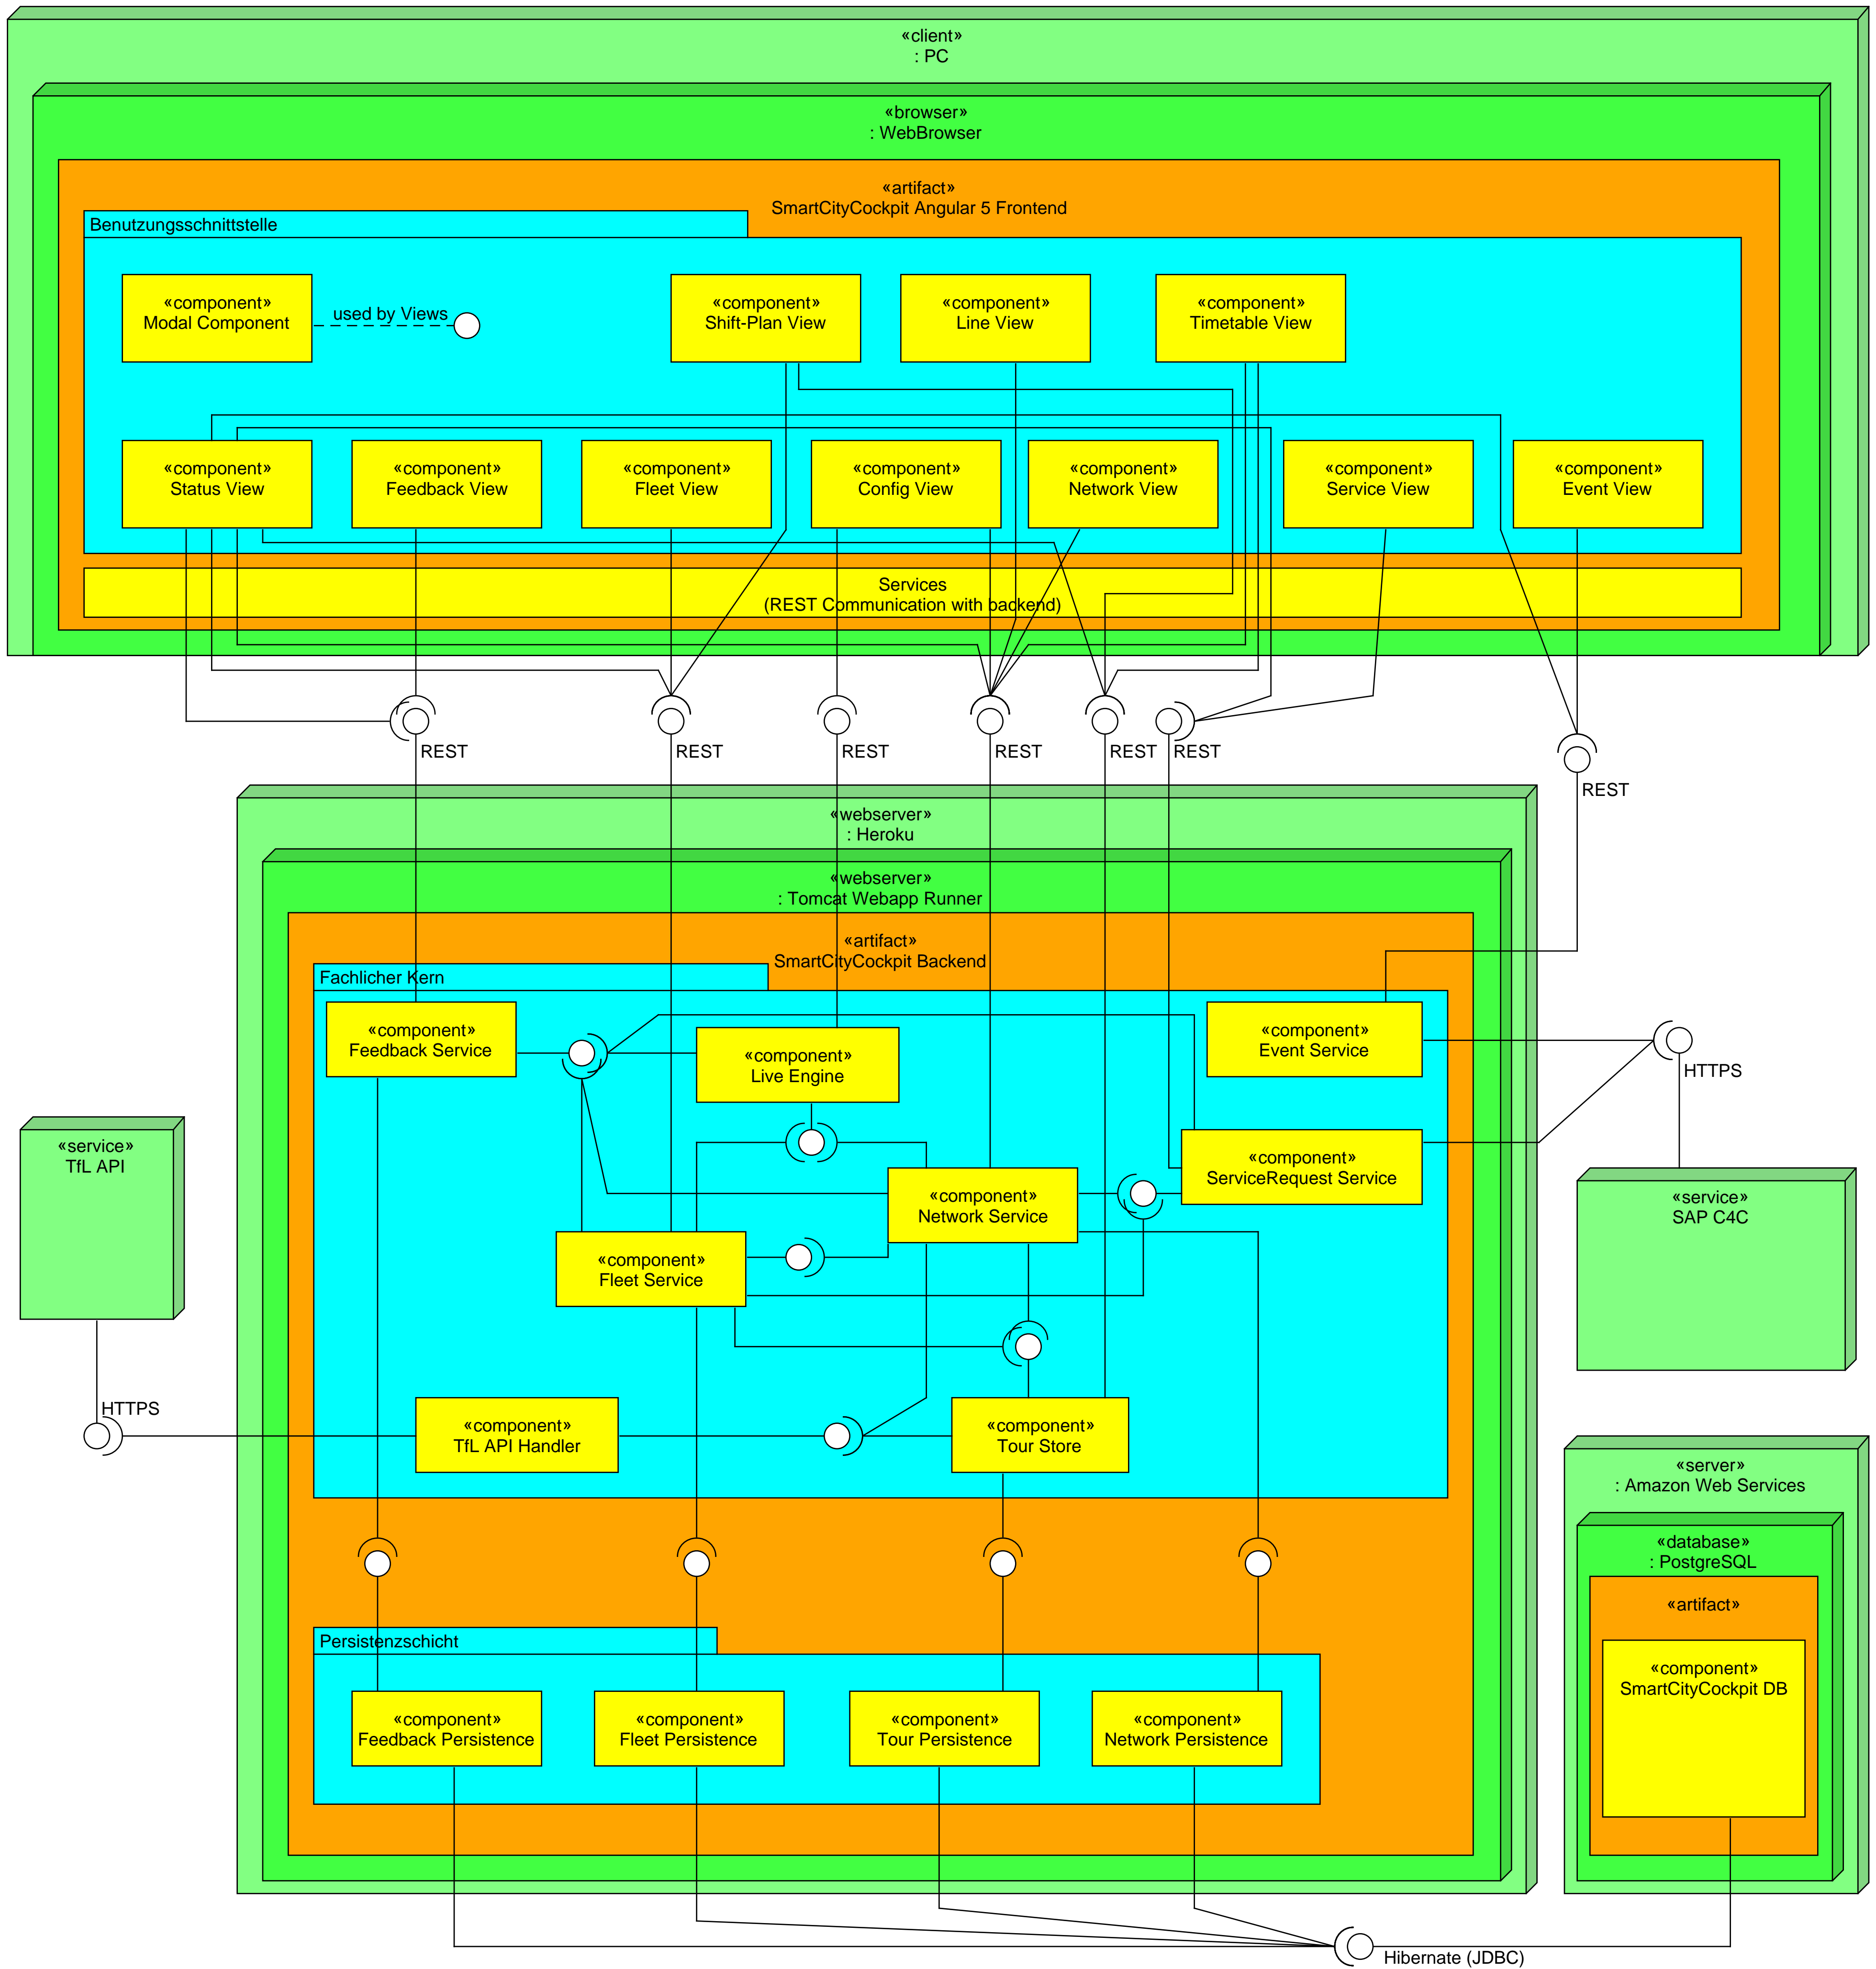 «client»
: PC
«browser»
: WebBrowser
«artifact»
SmartCityCockpit Angular 5 Frontend
Benutzungsschnittstelle
«component»
Modal Component
used by Views
«component»
Shift-Plan View
«component»
Line View
«component»
Timetable View
«component»
Status View
«component»
Feedback View
«component»
Fleet View
«component»
Config View
«component»
Network View
«component»
Service View
«component»
Event View
Services
(REST Communication with backend)
REST
REST
REST
REST
REST
REST
REST
«webserver»
: Heroku
«webserver»
: Tomcat Webapp Runner
«artifact»
SmartCityCockpit Backend
Fachlicher Kern
«component»
Feedback Service
«component»
Live Engine
«component»
Event Service
HTTPS
«service»
TfL API
«component»
ServiceRequest Service
«component»
Network Service
«service»
SAP C4C
«component»
Fleet Service
HTTPS
«component»
TfL API Handler
«component»
Tour Store
«server»
: Amazon Web Services
«database»
: PostgreSQL
«artifact»
«component»
SmartCityCockpit DB
Persistenzschicht
«component»
Feedback Persistence
«component»
Fleet Persistence
«component»
Tour Persistence
«component»
Network Persistence
Hibernate (JDBC)